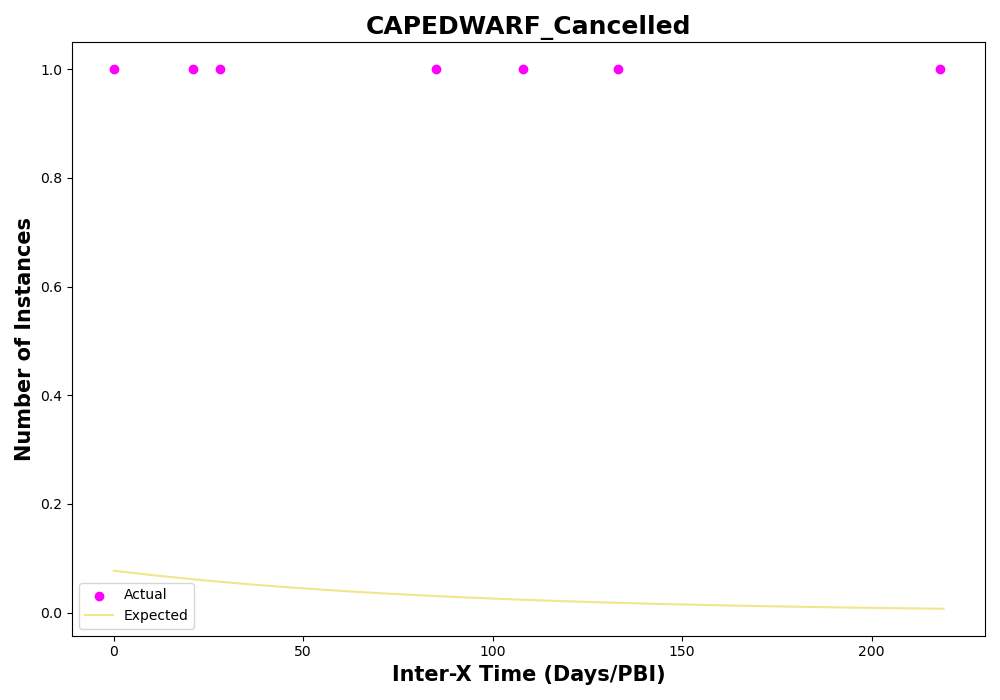 CAPEDWARF_Cancelled
Number of Instances
1.0
0.8
0.6
0.4
0.2
0.0
Actual
Expected
0 50 100 150 200
Inter-X Time (Days/PBI)